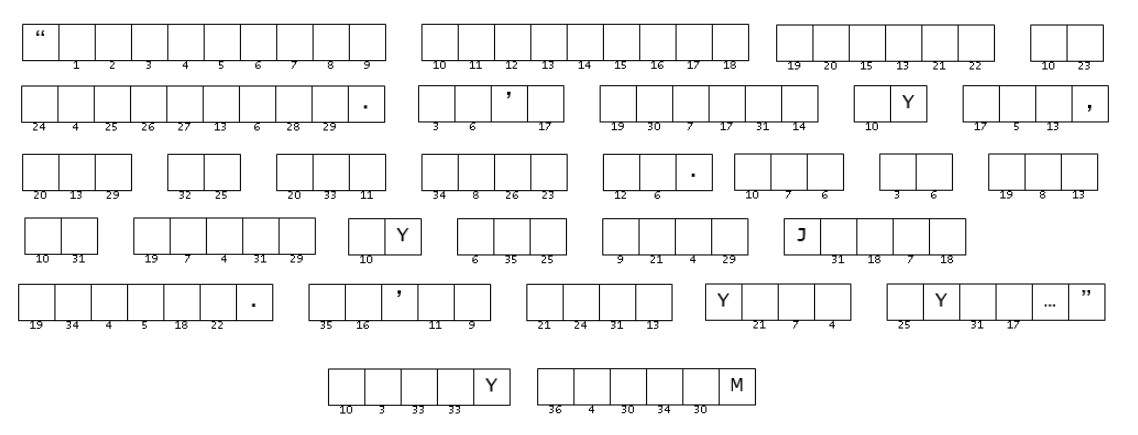 “
1 2 3 4 5 6 7 8 9 10 11 12 13 14 15 16 17 18 19 20 15 13 21 22 10 23
. ’ Y ,
24 4 25 26 27 13 6 28 29 3 6 17 19 30 7 17 31 14 10 17 5 13
.
20 13 29 32 25 20 33 11 34 8 26 23 12 6 10 7 6 3 6 19 8 13
Y J
10 31 19 7 4 31 29 10 6 35 25 9 21 4 29 31 18 7 18
. ’ Y Y … ”
19 34 4 5 18 22 35 16 11 9 21 24 31 13 21 7 4 25 31 17
Y M
10 3 33 33 36 4 30 34 30